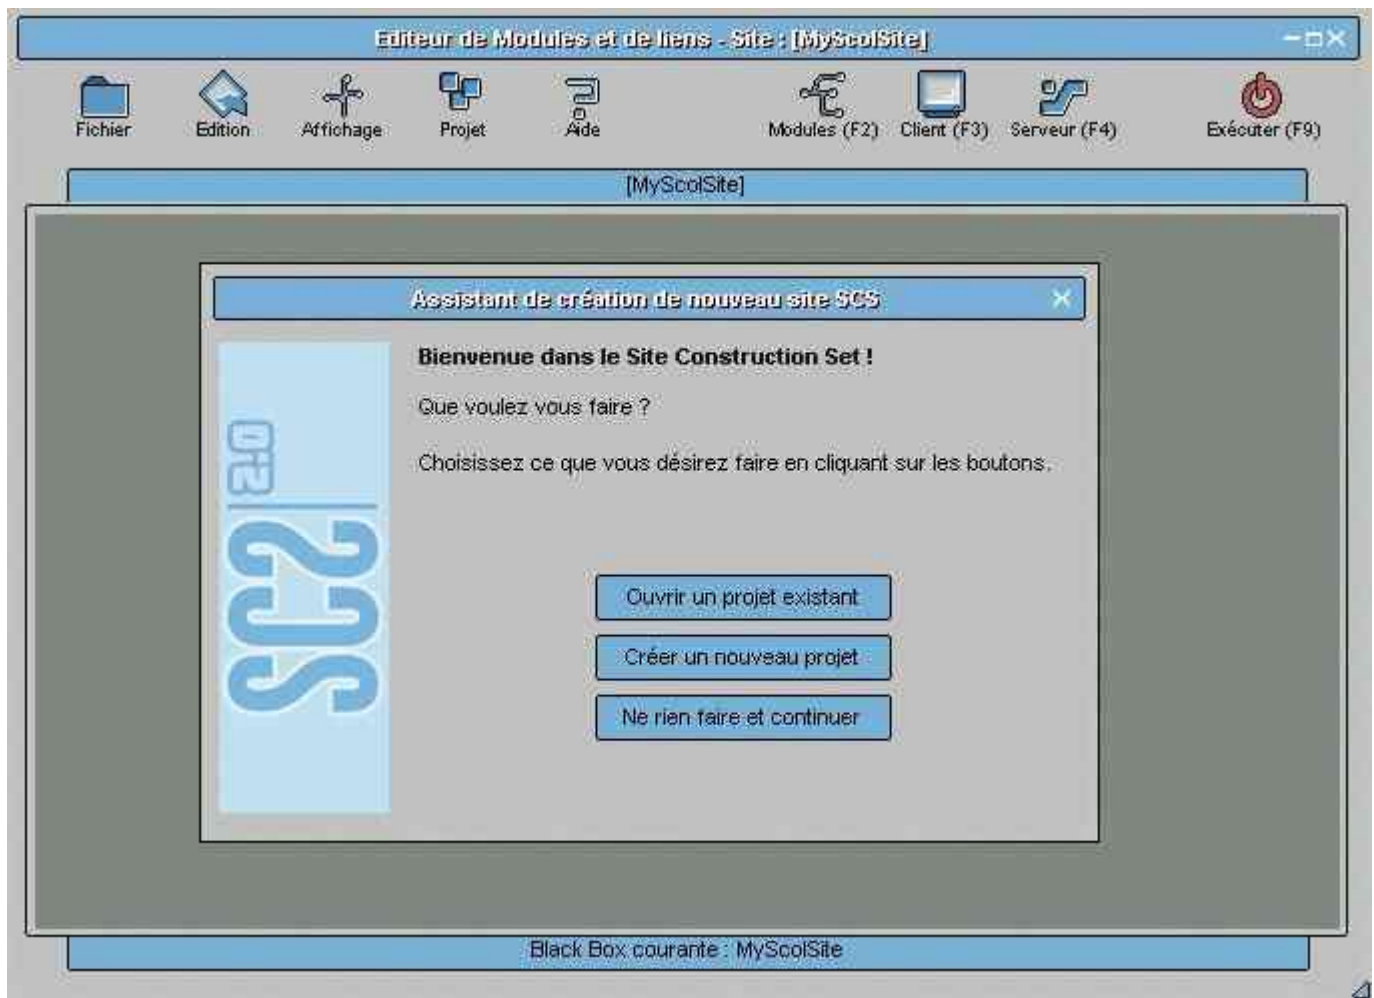 Editeur de Modules et de liens - Site : [MyScolSite]
Fichier Edition Affichage Projet Aide Modules (F2) Client (F3) Serveur (F4) Exécuter (F9)
[MyScolSite]
Assistant de création de nouveau site SCS
Bienvenue dans le Site Construction Set !
Que voulez vous faire ?
Choisissez ce que vous désirez faire en cliquant sur les boutons.
SCS2 2.0
Ouvrir un projet existant
Créer un nouveau projet
Ne rien faire et continuer
Black Box courante : MyScolSite